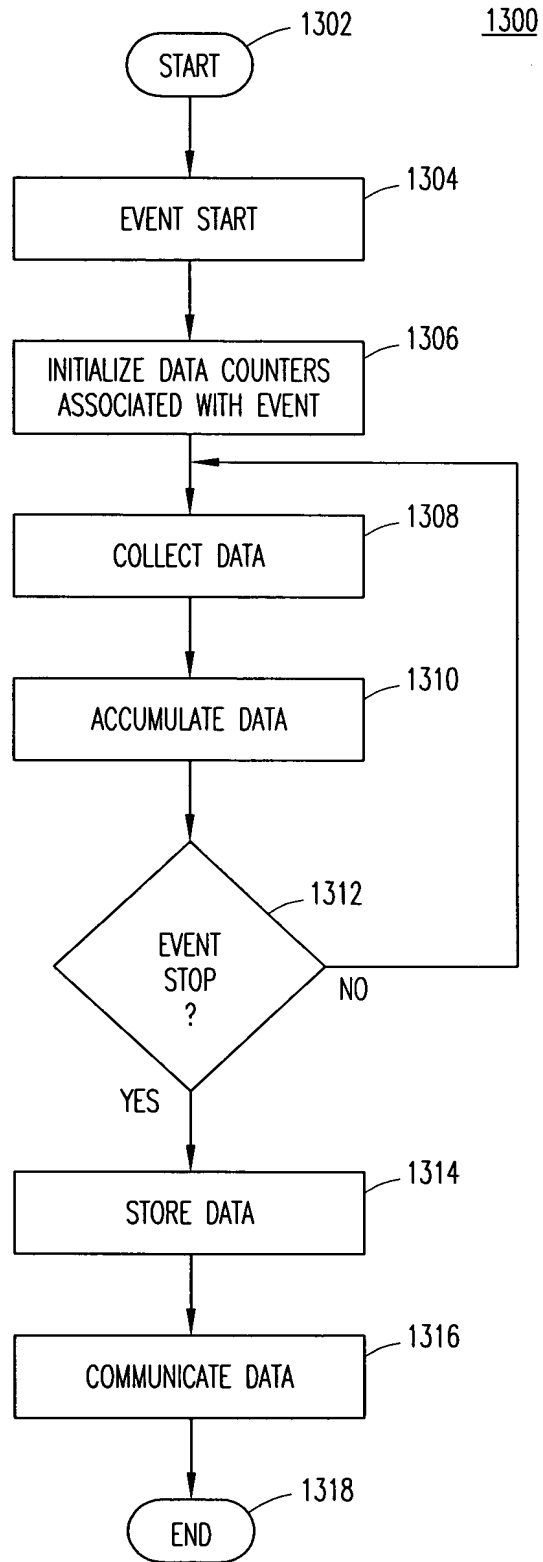 1302
1300
START
1304
EVENT START
1306
INITIALIZE DATA COUNTERS
ASSOCIATED WITH EVENT
1308
COLLECT DATA
1310
ACCUMULATE DATA
1312
EVENT
STOP
?
NO
YES
1314
STORE DATA
1316
COMMUNICATE DATA
1318
END